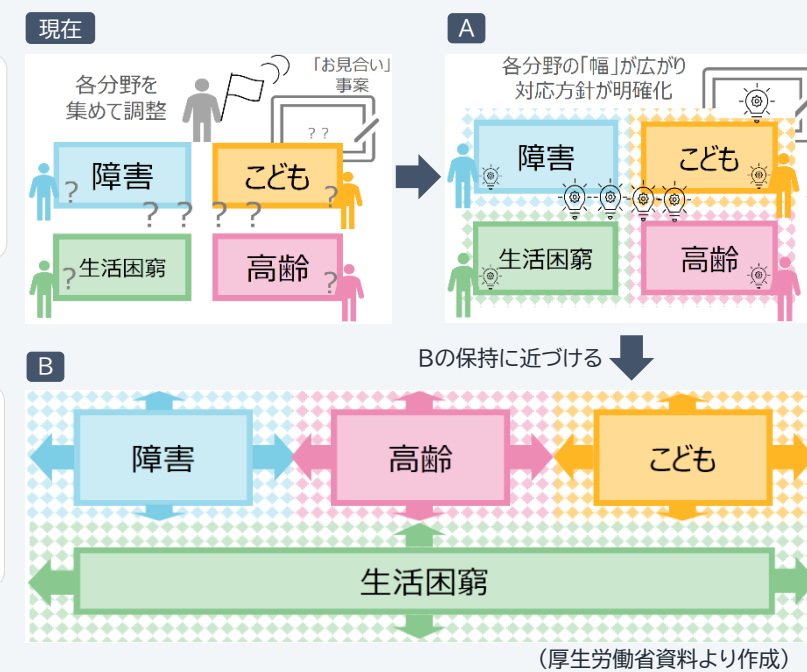 現在
各分野を
集めて調整
「お見合い」
事案
? ?
障害
こども
?
?
? ? ? ?
生活困窮
高齢
?
?
A
各分野の「幅」が広がり
対応方針が明確化
障害
こども
生活困窮
高齢
Bの保持に近づける
B
障害
高齢
こども
生活困窮
(厚生労働省資料より作成)